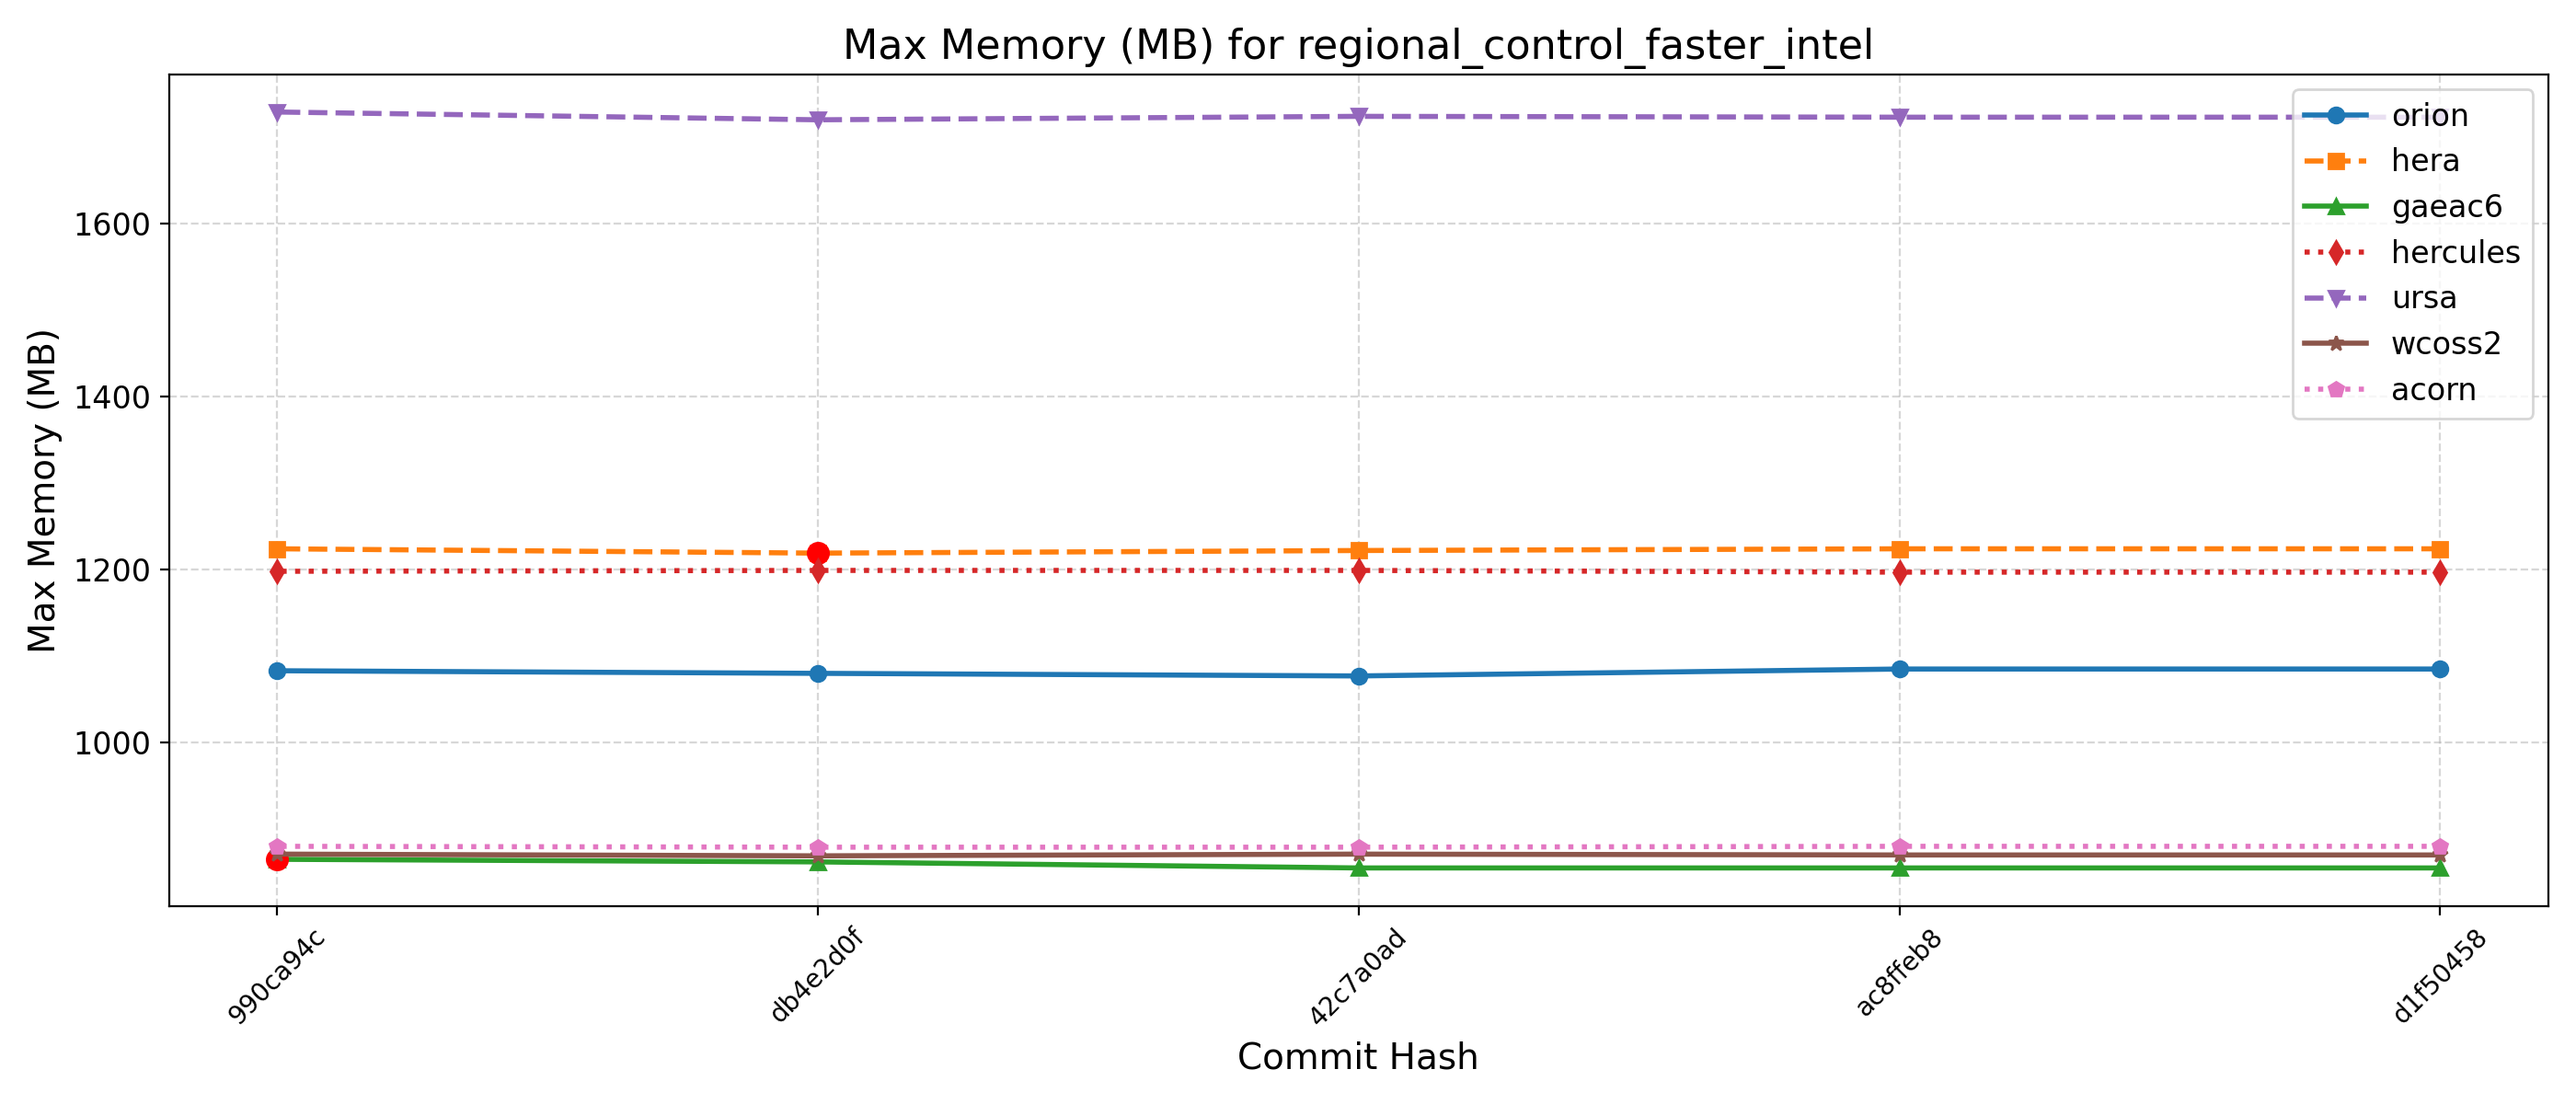 Max Memory (MB) for regional_control_faster_intel
Max Memory (MB)
1600
1400
1200
1000
orion
hera
gaeac6
hercules
ursa
wcoss2
acorn
990ca94c
db4e2d0f
42c7a0ad
ac8ffeb8
d1f50458
Commit Hash